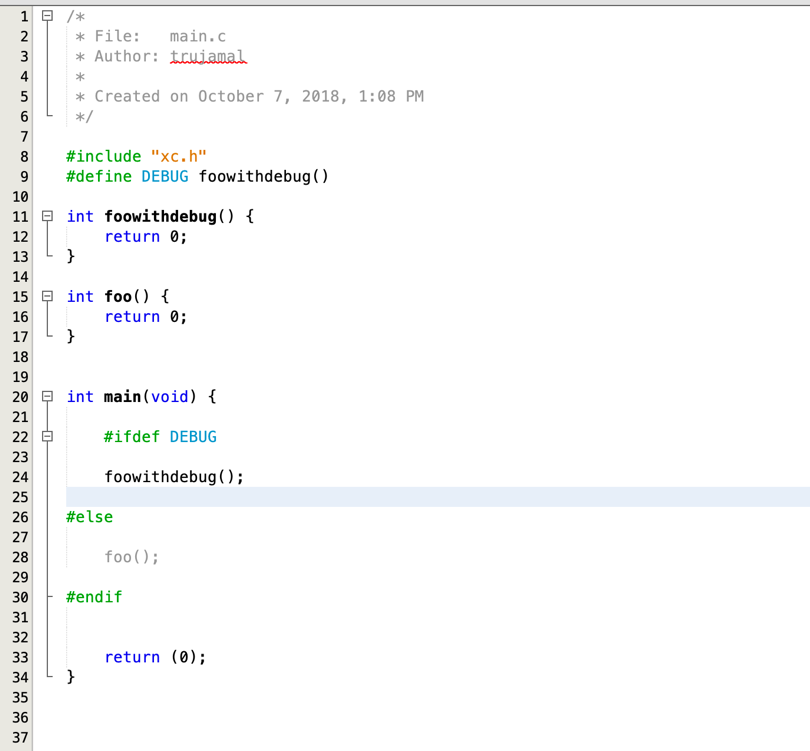 1 /*
2  * File:   main.c
3  * Author: trujamal
4  *
5  * Created on October 7, 2018, 1:08 PM
6  */
7
8 #include "xc.h"
9 #define DEBUG foowithdebug()
10
11 int foowithdebug() {
12     return 0;
13 }
14
15 int foo() {
16     return 0;
17 }
18
19
20 int main(void) {
21
22     #ifdef DEBUG
23
24     foowithdebug();
25
26 #else
27
28     foo();
29
30 #endif
31
32
33     return (0);
34 }
35
36
37